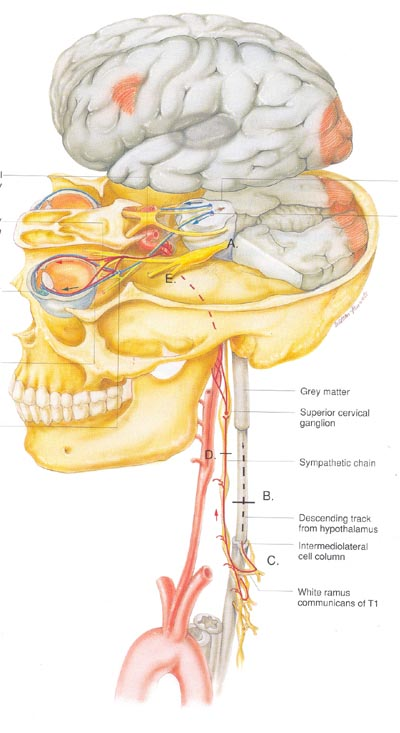 A.
E.
Grey matter
Superior cervical
ganglion
D.
Sympathetic chain
B.
Descending track
from hypothalamus
Intermediolateral
cell column
C.
White ramus
communicans of T1